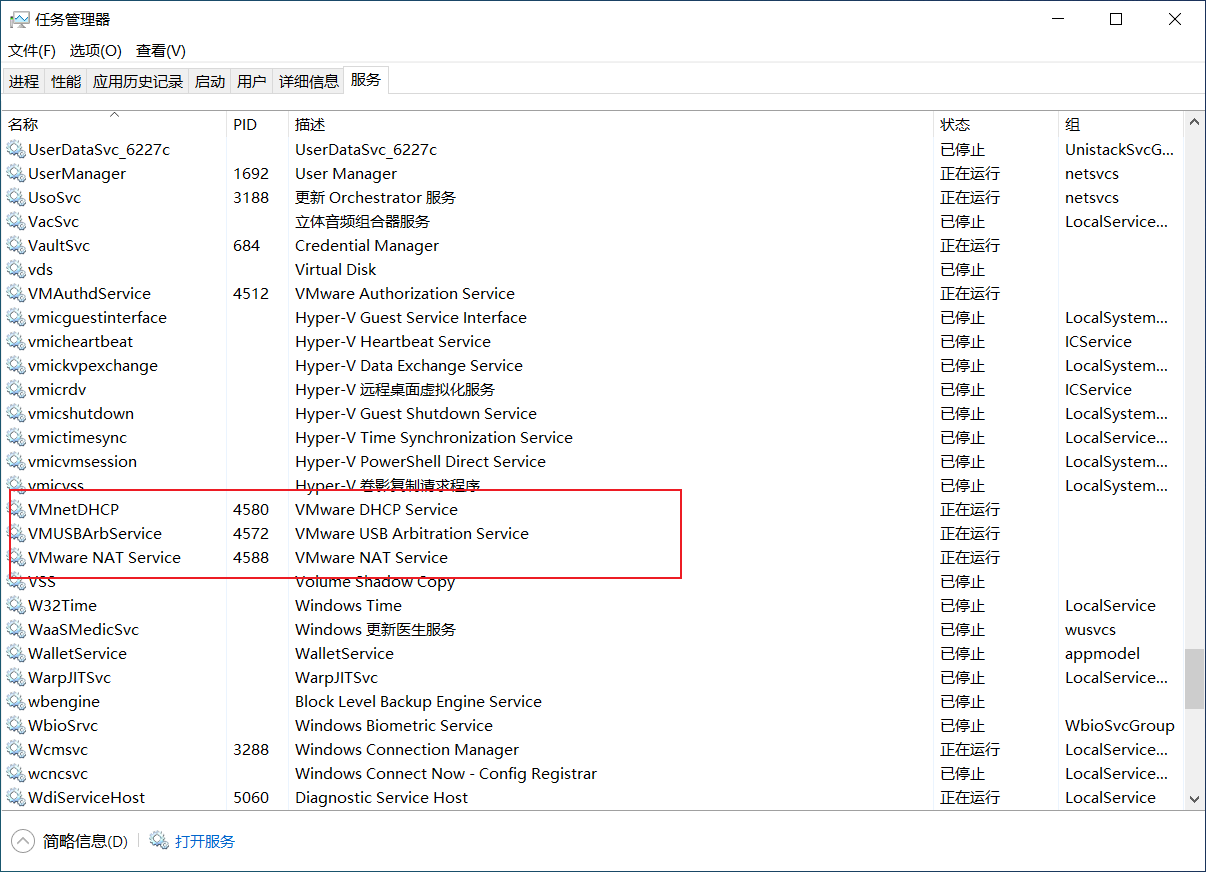 任务管理器
文件(F) 选项(O) 查看(V)
进程 性能 应用历史记录 启动 用户 详细信息 服务
名称 PID 描述 状态 组
UserDataSvc_6227c UserDataSvc_6227c 已停止 UnistackSvcG...
UserManager 1692 User Manager 正在运行 netsvcs
UsoSvc 3188 更新 Orchestrator 服务 正在运行 netsvcs
VacSvc 立体音频组合器服务 已停止 LocalService...
VaultSvc 684 Credential Manager 正在运行
vds Virtual Disk 已停止
VMAuthdService 4512 VMware Authorization Service 正在运行
vmicguestinterface Hyper-V Guest Service Interface 已停止 LocalSystem...
vmicheartbeat Hyper-V Heartbeat Service 已停止 ICService
vmickvpexchange Hyper-V Data Exchange Service 已停止 LocalSystem...
vmicrdv Hyper-V 远程桌面虚拟化服务 已停止 ICService
vmicshutdown Hyper-V Guest Shutdown Service 已停止 LocalSystem...
vmictimesync Hyper-V Time Synchronization Service 已停止 LocalService...
vmicvmsession Hyper-V PowerShell Direct Service 已停止 LocalSystem...
vmicvss Hyper-V 卷影复制请求程序 已停止 LocalSystem...
VMnetDHCP 4580 VMware DHCP Service 正在运行
VMUSBArbService 4572 VMware USB Arbitration Service 正在运行
VMware NAT Service 4588 VMware NAT Service 正在运行
VSS Volume Shadow Copy 已停止
W32Time Windows Time 已停止 LocalService
WaaSMedicSvc Windows 更新医生服务 已停止 wusvcs
WalletService WalletService 已停止 appmodel
WarpJITSvc WarpJITSvc 已停止 LocalService...
wbengine Block Level Backup Engine Service 已停止
WbioSrvc Windows Biometric Service 已停止 WbioSvcGroup
Wcmsvc 3288 Windows Connection Manager 正在运行 LocalService...
wcncsvc Windows Connect Now - Config Registrar 已停止 LocalService...
WdiServiceHost 5060 Diagnostic Service Host 正在运行 LocalService
简略信息(D) 打开服务